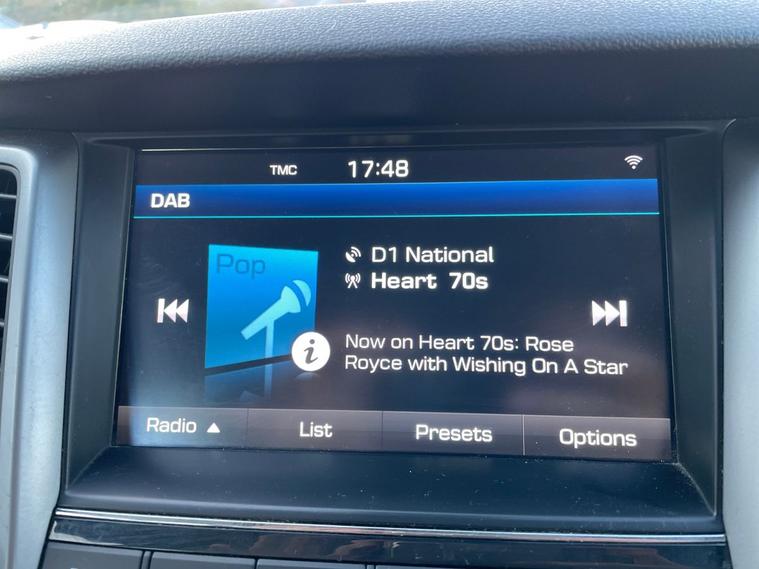 TMC 17:48
DAB
Pop
D1 National
Heart 70s
i
Now on Heart 70s: Rose
Royce with Wishing On A Star
Radio ▲ List Presets Options